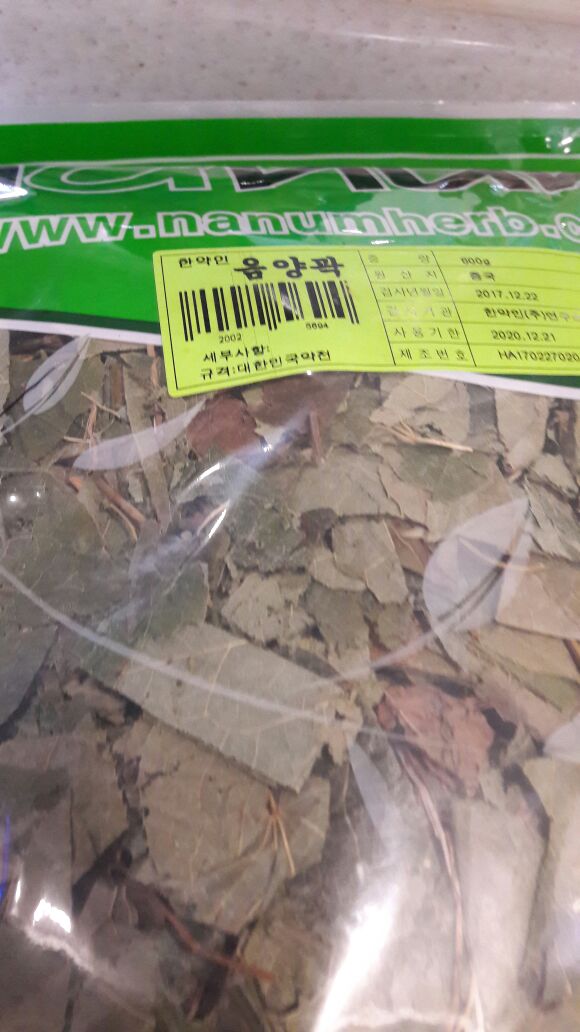 www.nanumherb.c
한약인 음양곽
2002 5694
세부사항:
규격:대한민국약전
중 량 600g
원 산 지 중국
검사년월일 2017.12.22
검사기관 한약인(주)연구
사용기한 2020.12.21
제조번호 HA170227020